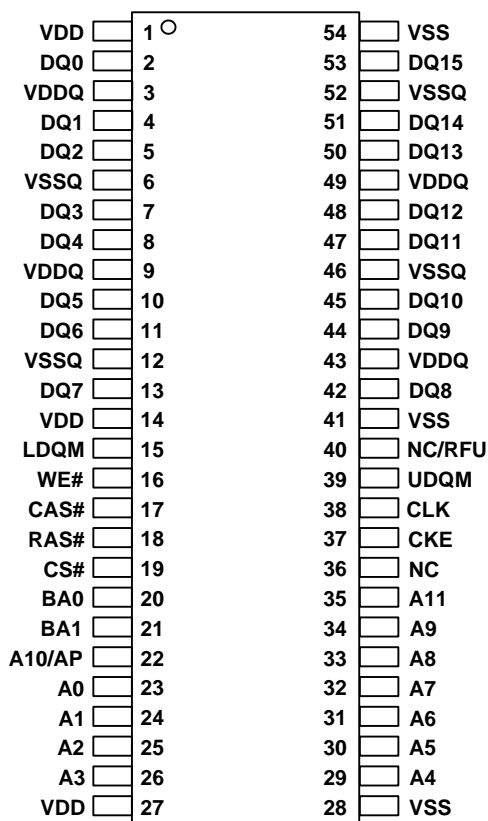 VDD 1 54 VSS
DQ0 2 53 DQ15
VDDQ 3 52 VSSQ
DQ1 4 51 DQ14
DQ2 5 50 DQ13
VSSQ 6 49 VDDQ
DQ3 7 48 DQ12
DQ4 8 47 DQ11
VDDQ 9 46 VSSQ
DQ5 10 45 DQ10
DQ6 11 44 DQ9
VSSQ 12 43 VDDQ
DQ7 13 42 DQ8
VDD 14 41 VSS
LDQM 15 40 NC/RFU
WE# 16 39 UDQM
CAS# 17 38 CLK
RAS# 18 37 CKE
CS# 19 36 NC
BA0 20 35 A11
BA1 21 34 A9
A10/AP 22 33 A8
A0 23 32 A7
A1 24 31 A6
A2 25 30 A5
A3 26 29 A4
VDD 27 28 VSS